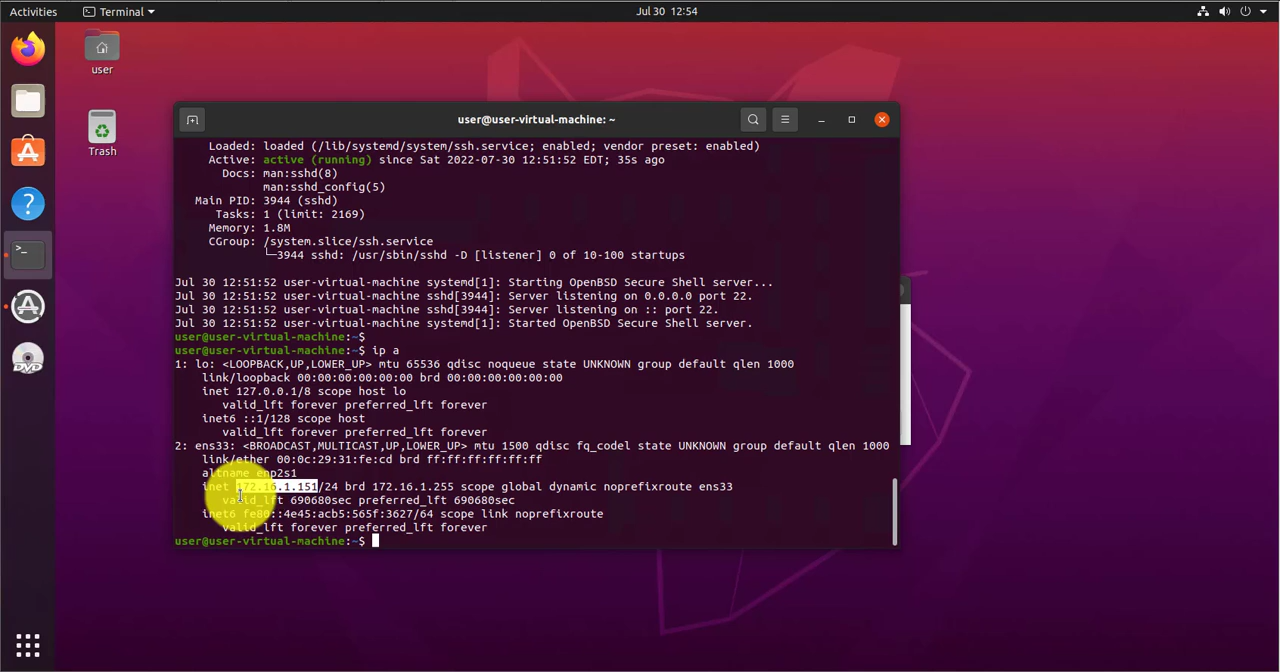 Activities
Terminal
Jul 30 12:54
user
Trash
user@user-virtual-machine: ~
Loaded: loaded (/lib/systemd/system/ssh.service; enabled; vendor preset: enabled)
Active: active (running) since Sat 2022-07-30 12:51:52 EDT; 35s ago
Docs: man:sshd(8)
man:sshd_config(5)
Main PID: 3944 (sshd)
Tasks: 1 (limit: 2169)
Memory: 1.8M
CGroup: /system.slice/ssh.service
└─3944 sshd: /usr/sbin/sshd -D [listener] 0 of 10-100 startups
Jul 30 12:51:52 user-virtual-machine systemd[1]: Starting OpenBSD Secure Shell server...
Jul 30 12:51:52 user-virtual-machine sshd[3944]: Server listening on 0.0.0.0 port 22.
Jul 30 12:51:52 user-virtual-machine sshd[3944]: Server listening on :: port 22.
Jul 30 12:51:52 user-virtual-machine systemd[1]: Started OpenBSD Secure Shell server.
user@user-virtual-machine:~$
user@user-virtual-machine:~$ ip a
1: lo: <LOOPBACK,UP,LOWER_UP> mtu 65536 qdisc noqueue state UNKNOWN group default qlen 1000
link/loopback 00:00:00:00:00:00 brd 00:00:00:00:00:00
inet 127.0.0.1/8 scope host lo
valid_lft forever preferred_lft forever
inet6 ::1/128 scope host
valid_lft forever preferred_lft forever
2: ens33: <BROADCAST,MULTICAST,UP,LOWER_UP> mtu 1500 qdisc fq_codel state UNKNOWN group default qlen 1000
link/ether 00:0c:29:31:fe:cd brd ff:ff:ff:ff:ff:ff
altname enp2s1
inet 172.16.1.151/24 brd 172.16.1.255 scope global dynamic noprefixroute ens33
valid_lft 690680sec preferred_lft 690680sec
inet6 fe80::4e45:acb5:565f:3627/64 scope link noprefixroute
valid_lft forever preferred_lft forever
user@user-virtual-machine:~$
DVD